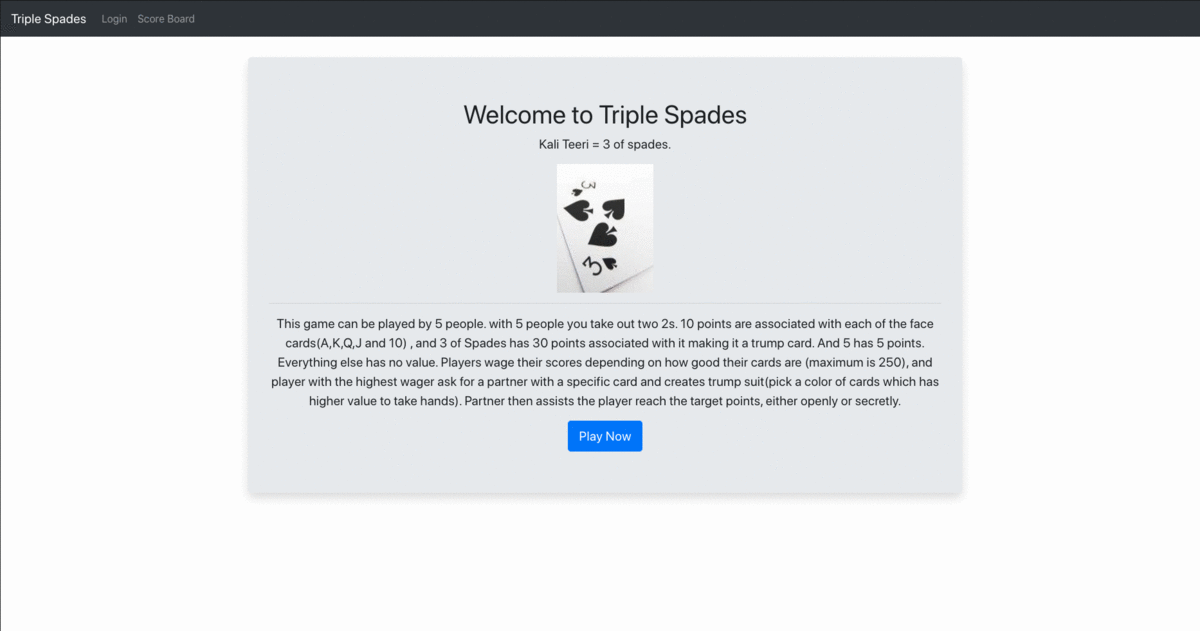 Triple Spades Login Score Board
Welcome to Triple Spades
Kali Teeri = 3 of spades.
3
3
This game can be played by 5 people. with 5 people you take out two 2s. 10 points are associated with each of the face
cards(A,K,Q,J and 10) , and 3 of Spades has 30 points associated with it making it a trump card. And 5 has 5 points.
Everything else has no value. Players wage their scores depending on how good their cards are (maximum is 250), and
player with the highest wager ask for a partner with a specific card and creates trump suit(pick a color of cards which has
higher value to take hands). Partner then assists the player reach the target points, either openly or secretly.
Play Now